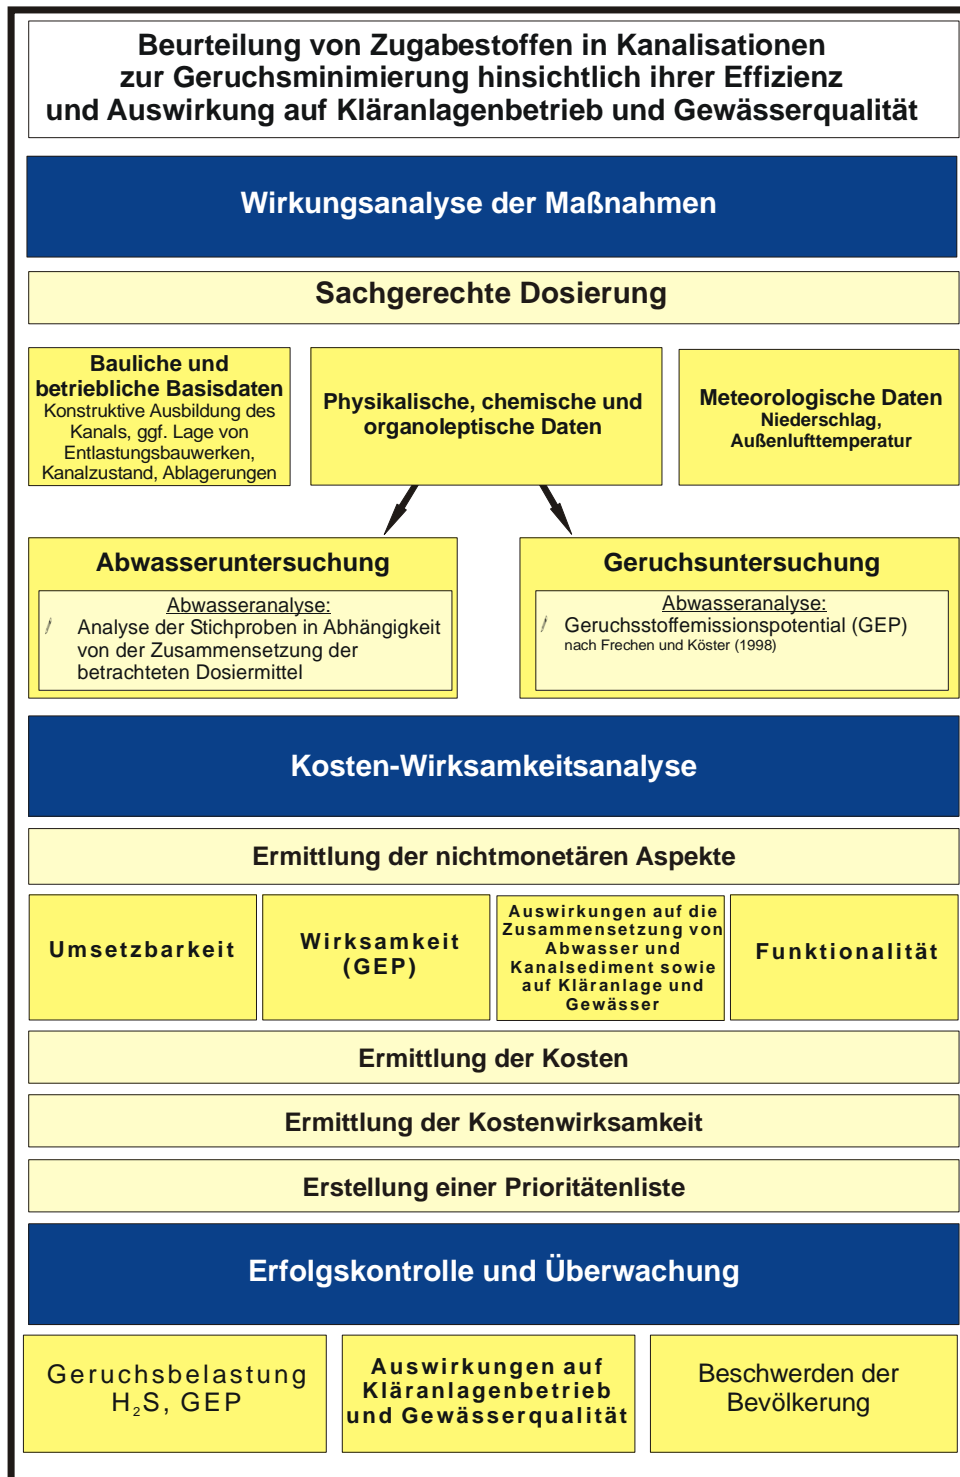 Beurteilung von Zugabestoffen in Kanalisationen
zur Geruchsminimierung hinsichtlich ihrer Effizienz
und Auswirkung auf Kläranlagenbetrieb und Gewässerqualität
Wirkungsanalyse der Maßnahmen
Sachgerechte Dosierung
Bauliche und
betriebliche Basisdaten
Konstruktive Ausbildung des
Kanals, ggf. Lage von
Entlastungsbauwerken,
Kanalzustand, Ablagerungen
Physikalische, chemische und
organoleptische Daten
Meteorologische Daten
Niederschlag,
Außenlufttemperatur
Abwasseruntersuchung
Abwasseranalyse:
Analyse der Stichproben in Abhängigkeit
von der Zusammensetzung der
betrachteten Dosiermittel
Geruchsuntersuchung
Abwasseranalyse:
Geruchsstoffemissionspotential (GEP)
nach Frechen und Köster (1998)
Kosten-Wirksamkeitsanalyse
Ermittlung der nichtmonetären Aspekte
Umsetzbarkeit
Wirksamkeit
(GEP)
Auswirkungen auf die
Zusammensetzung von
Abwasser und
Kanalsediment sowie
auf Kläranlage und
Gewässer
Funktionalität
Ermittlung der Kosten
Ermittlung der Kostenwirksamkeit
Erstellung einer Prioritätenliste
Erfolgskontrolle und Überwachung
Geruchsbelastung
H₂S, GEP
Auswirkungen auf
Kläranlagenbetrieb
und Gewässerqualität
Beschwerden der
Bevölkerung